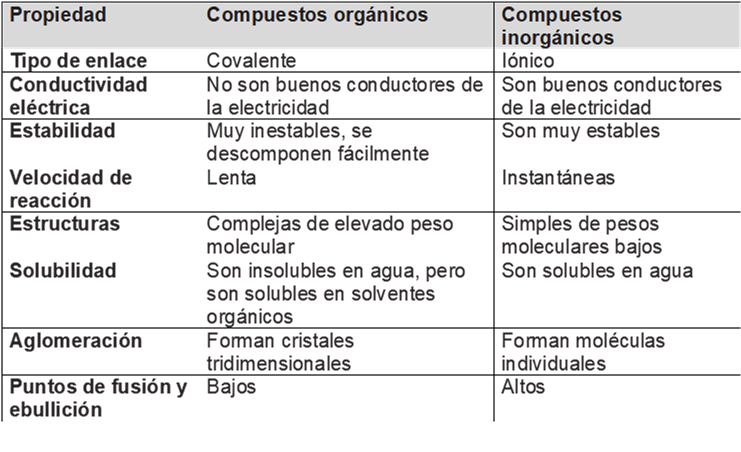 Propiedad
Compuestos orgánicos
Compuestos
inorgánicos
Tipo de enlace
Covalente
Iónico
Conductividad
eléctrica
No son buenos conductores de
la electricidad
Son buenos conductores
de la electricidad
Estabilidad
Muy inestables, se
descomponen fácilmente
Son muy estables
Velocidad de
reacción
Lenta
Instantáneas
Estructuras
Complejas de elevado peso
molecular
Simples de pesos
moleculares bajos
Solubilidad
Son insolubles en agua, pero
son solubles en solventes
orgánicos
Son solubles en agua
Aglomeración
Forman cristales
tridimensionales
Forman moléculas
individuales
Puntos de fusión y
ebullición
Bajos
Altos